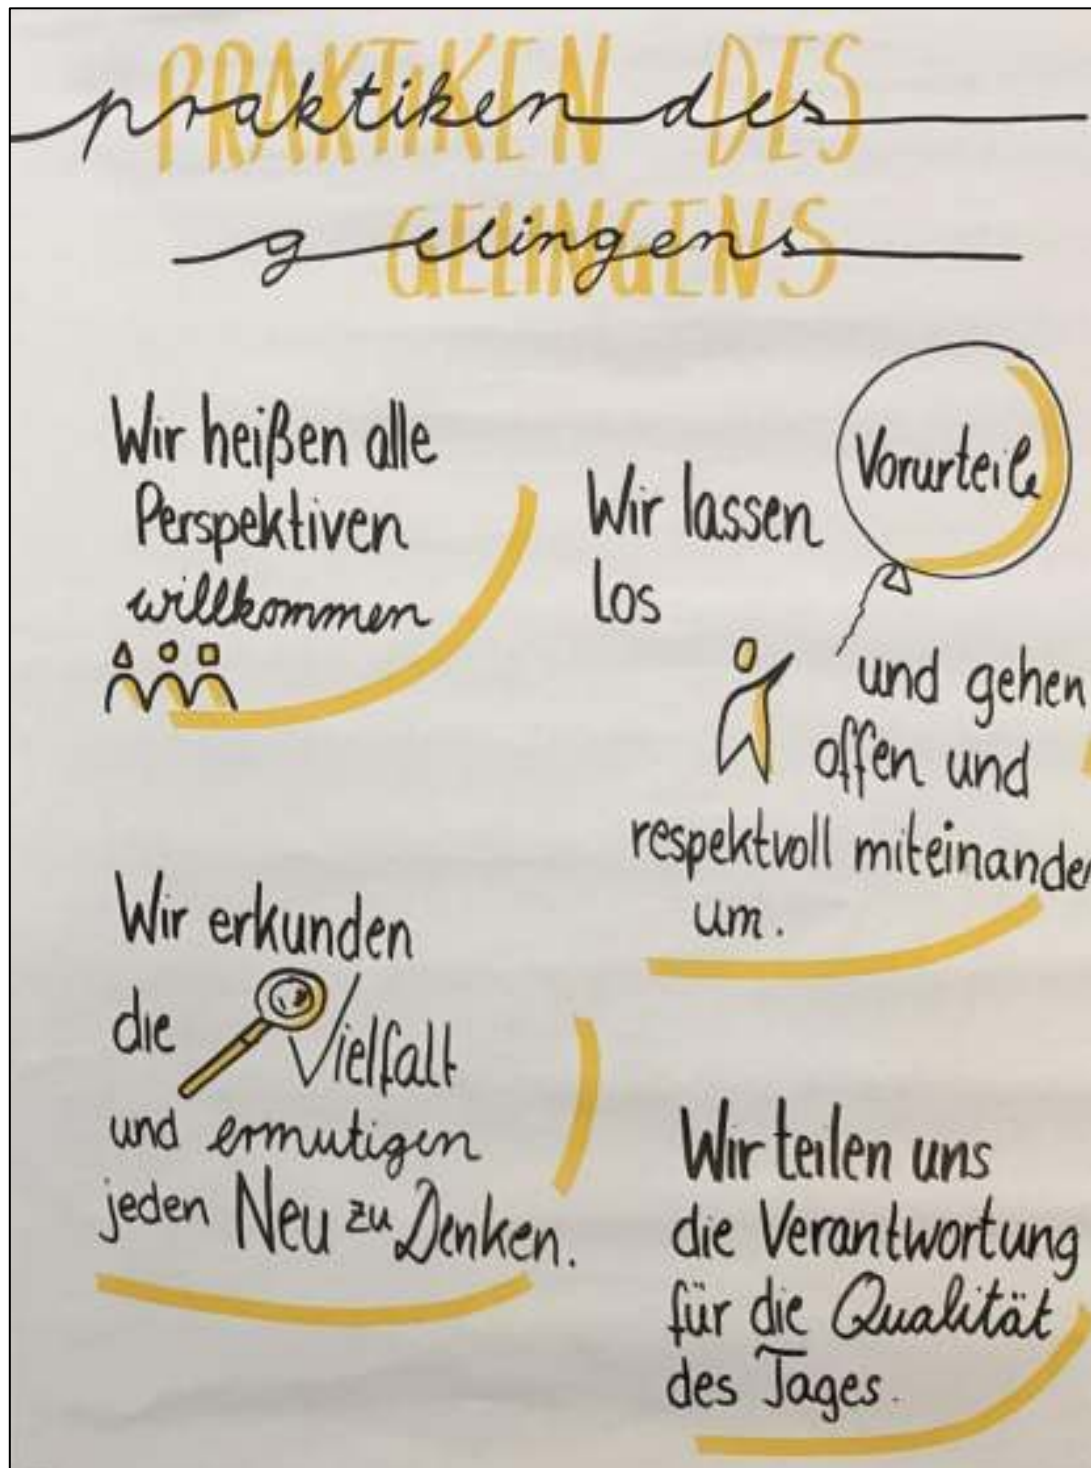 PRAKTIKEN DES
praktiken des
GELINGENS
gelingens
Wir heißen alle
Perspektiven
willkommen
Wir lassen
los
Vorurteile
und gehen
offen und
respektvoll miteinander
um.
Wir erkunden
die Vielfalt
und ermutigen
jeden Neu zu Denken.
Wir teilen uns
die Verantwortung
für die Qualität
des Tages.